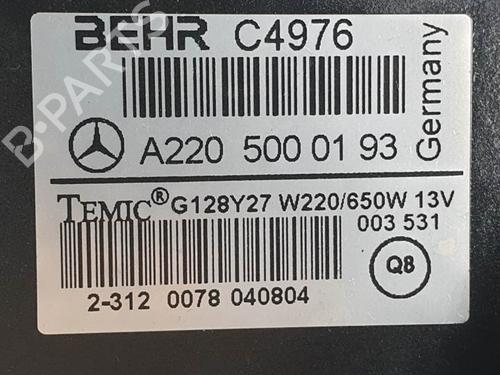 BEHR C4976
A220 500 01 93
Germany
TEMIC® G128Y27 W220/650W 13V
003 531
Q8
2-312 0078 040804
B-PARTS